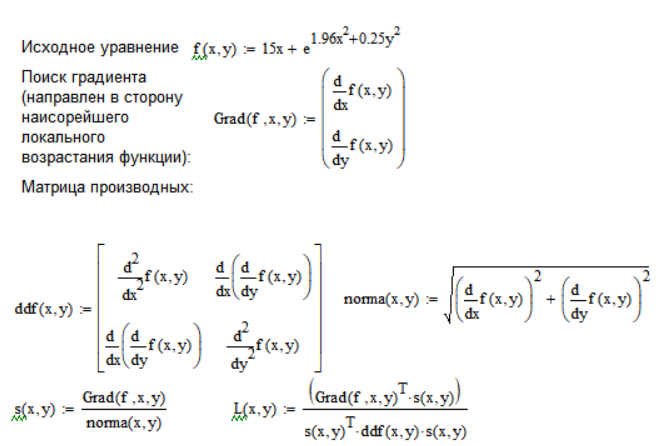 Исходное уравнение f(x,y) := 15x + e^(1.96x^2+0.25y^2)
Поиск градиента
(направлен в сторону
наисорейшего
локального
возрастания функции):
Grad(f ,x,y) := ( d/dx f(x,y) ; d/dy f(x,y) )
Матрица производных:
ddf(x,y) := [ d^2/dx^2 f(x,y)  d/dx ( d/dy f(x,y) ) ; d/dx ( d/dy f(x,y) )  d^2/dy^2 f(x,y) ]
norma(x,y) := √( ( d/dx f(x,y) )^2 + ( d/dy f(x,y) )^2 )
s(x,y) := Grad(f ,x,y) / norma(x,y)
L(x,y) := ( Grad(f ,x,y)^T · s(x,y) ) / s(x,y)^T · ddf(x,y) · s(x,y)